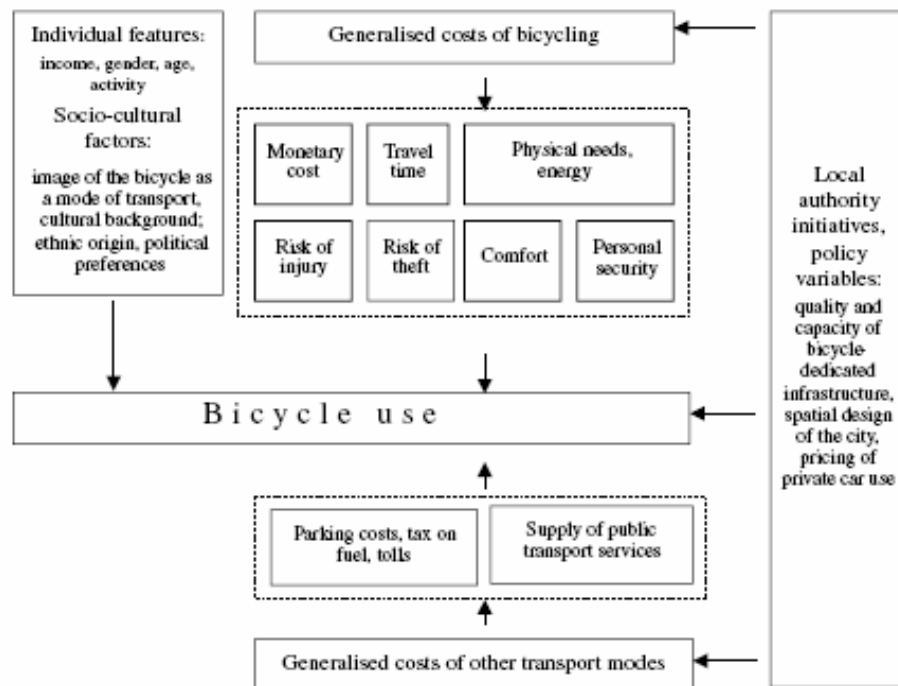 Individual features:
income, gender, age,
activity
Socio-cultural
factors:
image of the bicycle as
a mode of transport,
cultural background;
ethnic origin, political
preferences
Generalised costs of bicycling
Monetary
cost
Travel
time
Physical needs,
energy
Risk of
injury
Risk of
theft
Comfort
Personal
security
Bicycle use
Parking costs, tax on
fuel, tolls
Supply of public
transport services
Generalised costs of other transport modes
Local
authority
initiatives,
policy
variables:
quality and
capacity of
bicycle-
dedicated
infrastructure,
spatial design
of the city,
pricing of
private car use